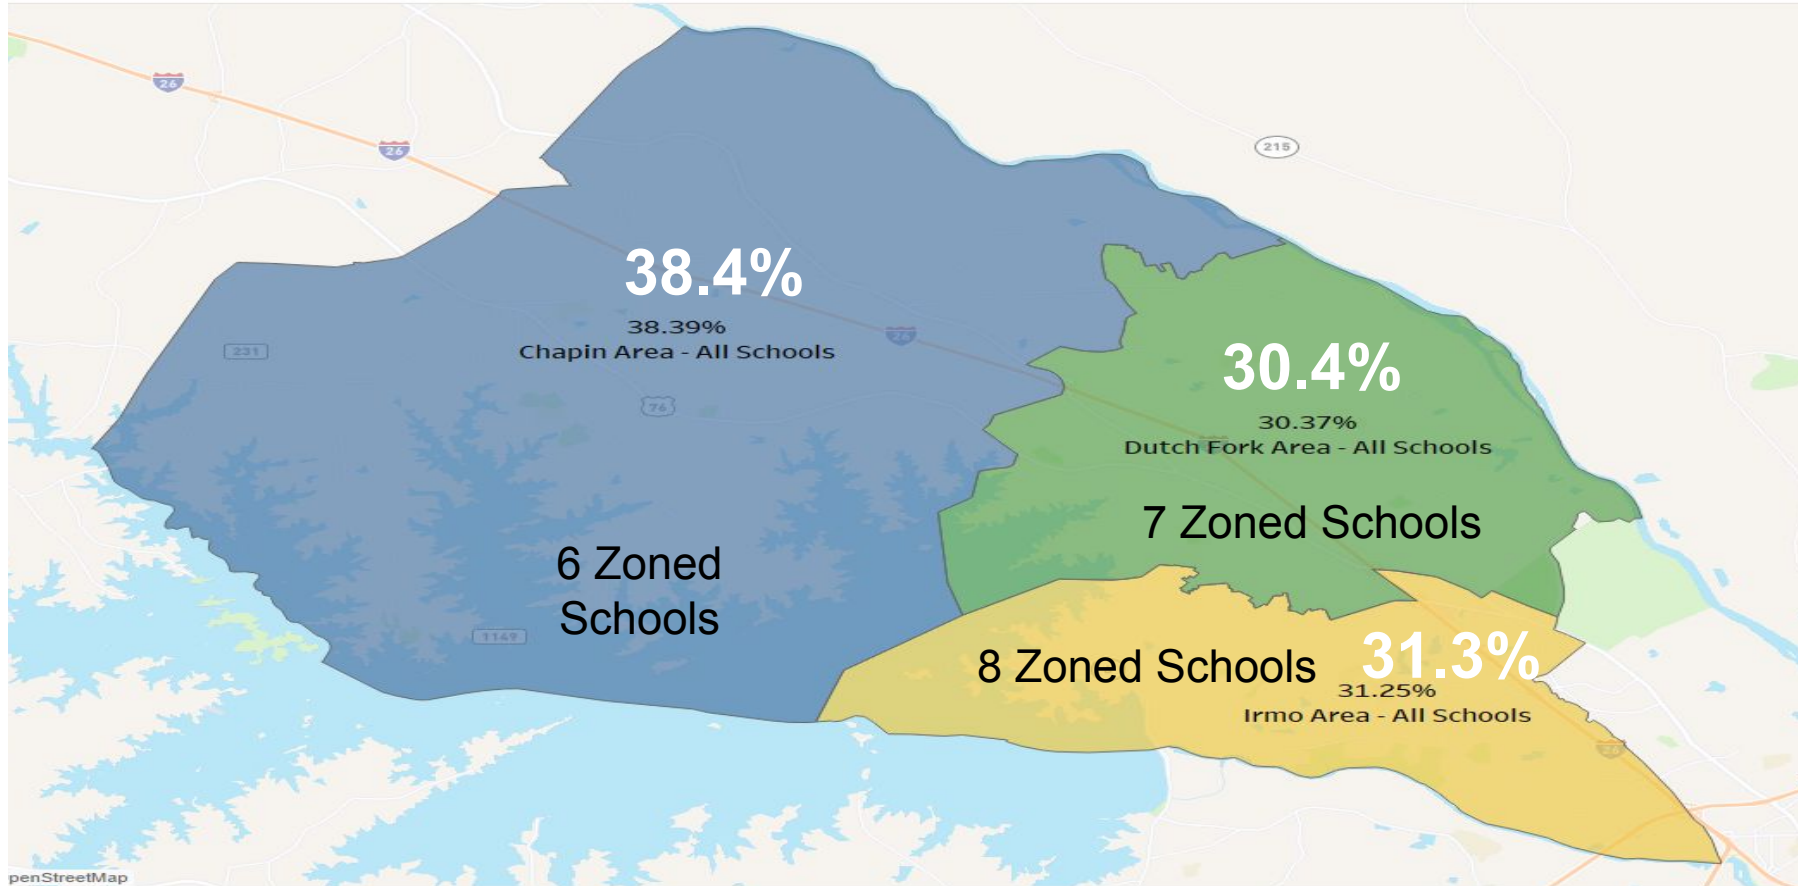 26
26
215
38.4%
38.39%
Chapin Area - All Schools
26
231
76
30.4%
30.37%
Dutch Fork Area - All Schools
7 Zoned Schools
6 Zoned
Schools
1149
8 Zoned Schools
31.3%
31.25%
Irmo Area - All Schools
26
penStreetMap